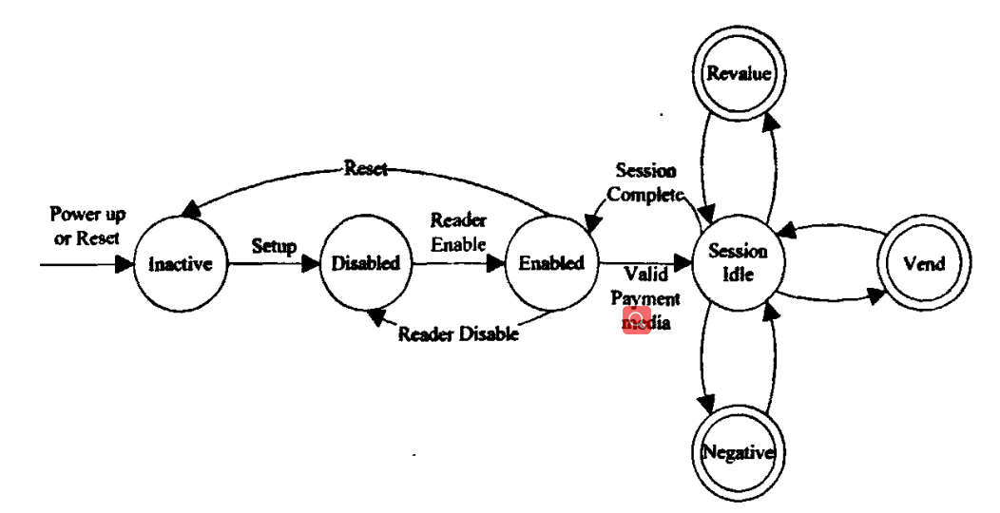 Revalue
Reset
Session
Complete
Power up
or Reset
Reader
Enable
Setup
Inactive
Disabled
Enabled
Session
Idle
Vend
Valid
Payment
media
Reader Disable
Negative